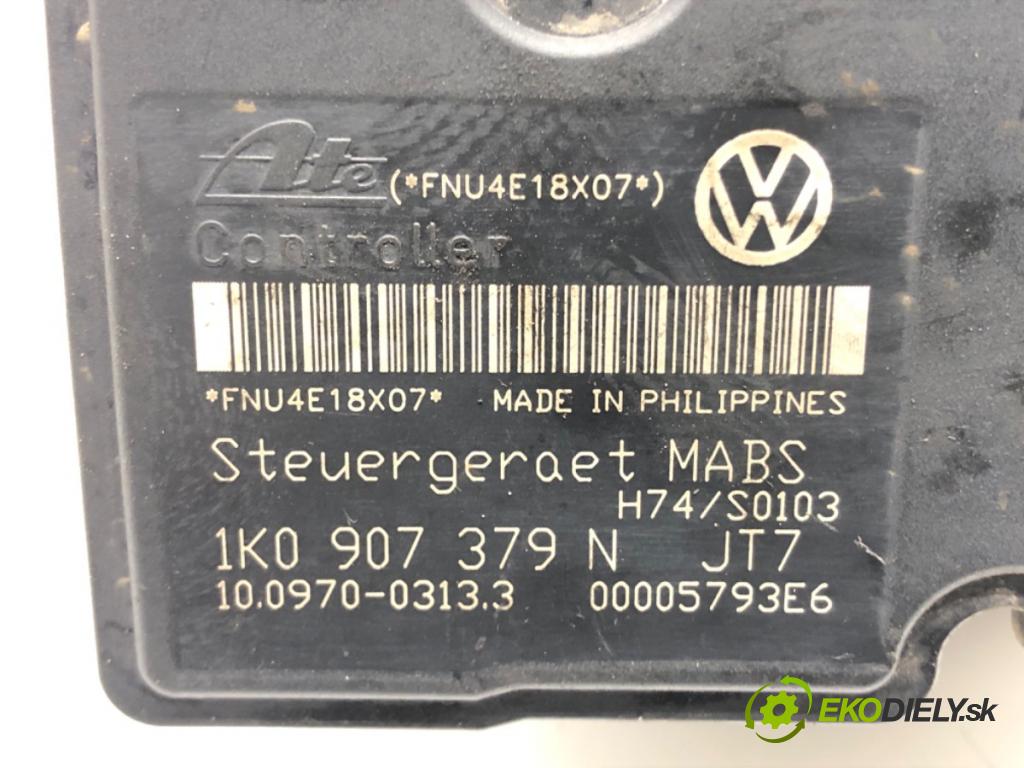 Ate (*FNU4E18X07*)
Controller
*FNU4E18X07* MADE IN PHILIPPINES
Steuergeraet MABS
H74/S0103
1K0 907 379 N JT7
10.0970-0313.3 00005793E6
EKODIELY.sk